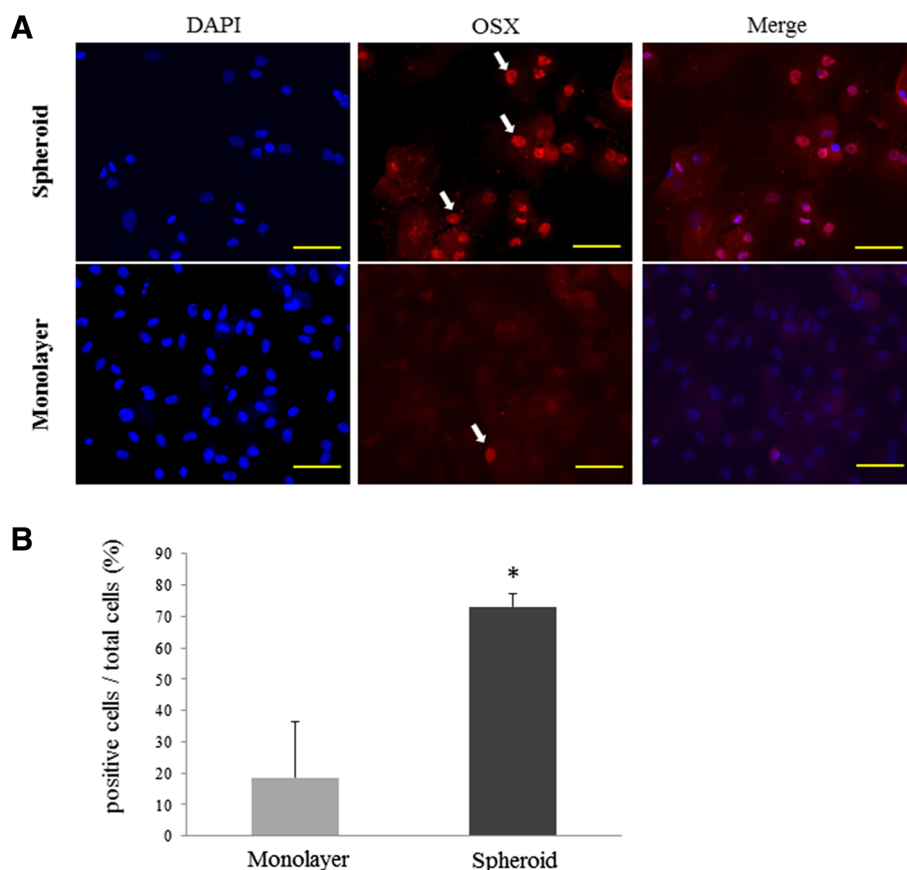 A
DAPI OSX Merge
Spheroid
Monolayer
B
positive cells / total cells (%)
90
80
70
60
50
40
30
20
10
0
*
Monolayer Spheroid